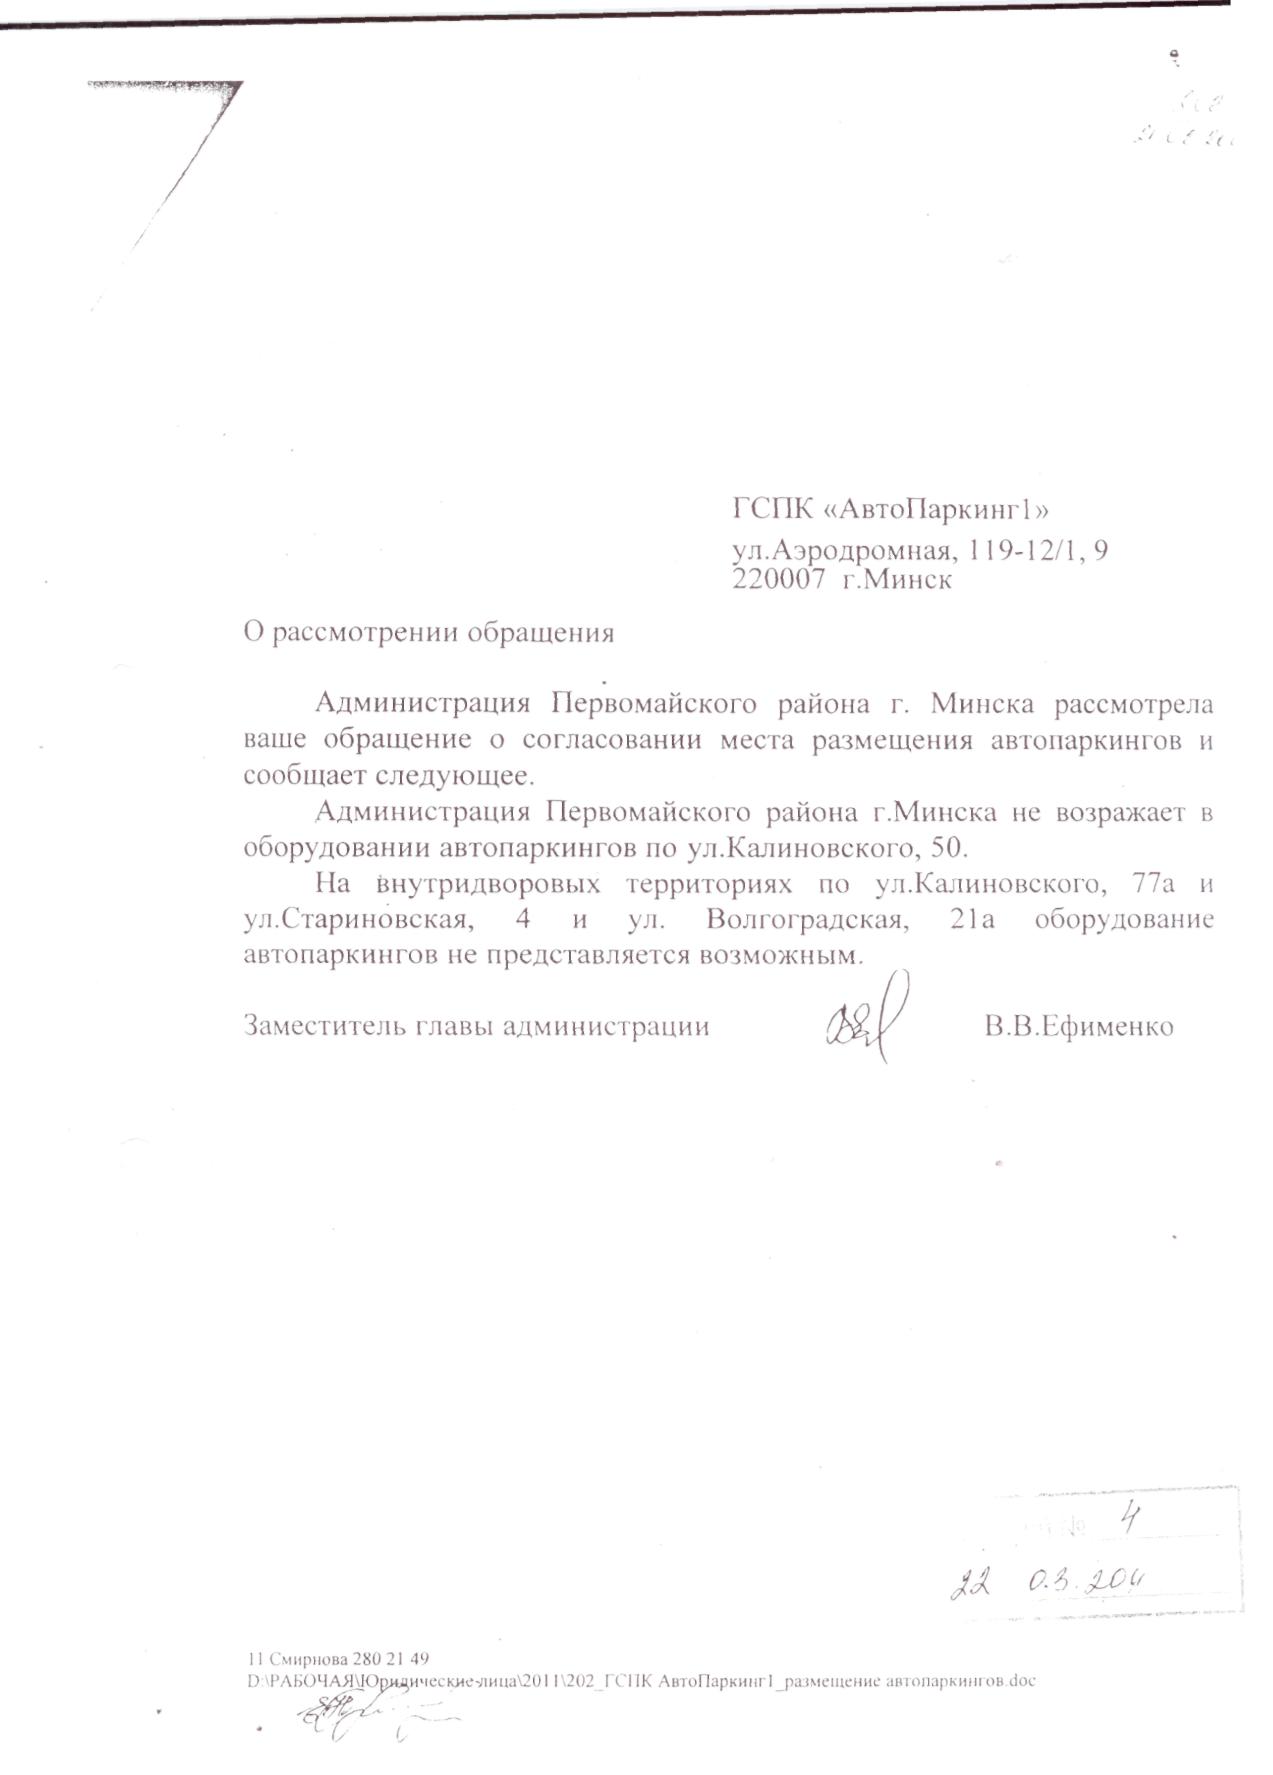 ГСПК «АвтоПаркинг1»
ул.Аэродромная, 119-12/1, 9
220007 г.Минск
О рассмотрении обращения
Администрация Первомайского района г. Минска рассмотрела
ваше обращение о согласовании места размещения автопаркингов и
сообщает следующее.
Администрация Первомайского района г.Минска не возражает в
оборудовании автопаркингов по ул.Калиновского, 50.
На внутридворовых территориях по ул.Калиновского, 77а и
ул.Стариновская, 4 и ул. Волгоградская, 21а оборудование
автопаркингов не представляется возможным.
Заместитель главы администрации В.В.Ефименко
№ 4
22 03.2011
11 Смирнова 280 21 49
D:\РАБОЧАЯ\Юридические-лица\2011\202_ГСПК АвтоПаркинг1_размещение автопаркингов.doc